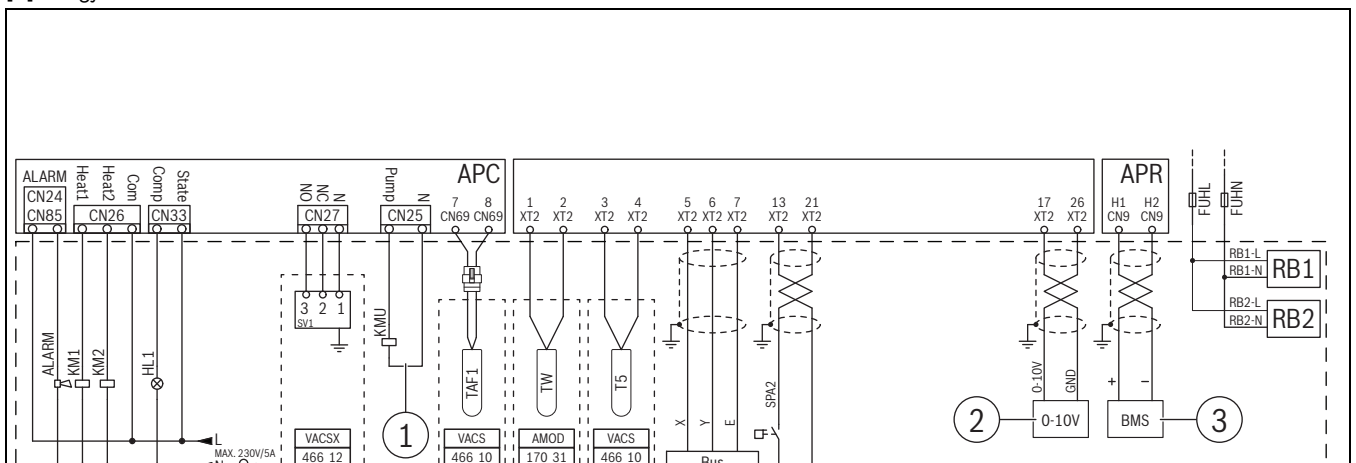 APC
APR
ALARM
Heat1
Heat2
Com
Comp
State
CN24
CN85
CN26
CN33
NO
NC
N
CN27
Pump
N
CN25
7 8
CN69 CN69
1 2
XT2 XT2
3 4
XT2 XT2
5 6 7
XT2 XT2 XT2
13 21
XT2 XT2
17 26
XT2 XT2
H1 H2
CN9 CN9
FUHL
FUHN
RB1-L
RB1-N
RB1
RB2-L
RB2-N
RB2
3 2 1
SV1
ALARM
KM1
KM2
HL1
KMU
TAF1
TW
T5
SPA2
X
Y
E
0-10V
GND
+ −
1
2
0-10V
BMS
3
L
MAX. 230V/5A
VACSX
466 12
VACS
466 10
AMOD
170 31
VACS
466 10
Bus